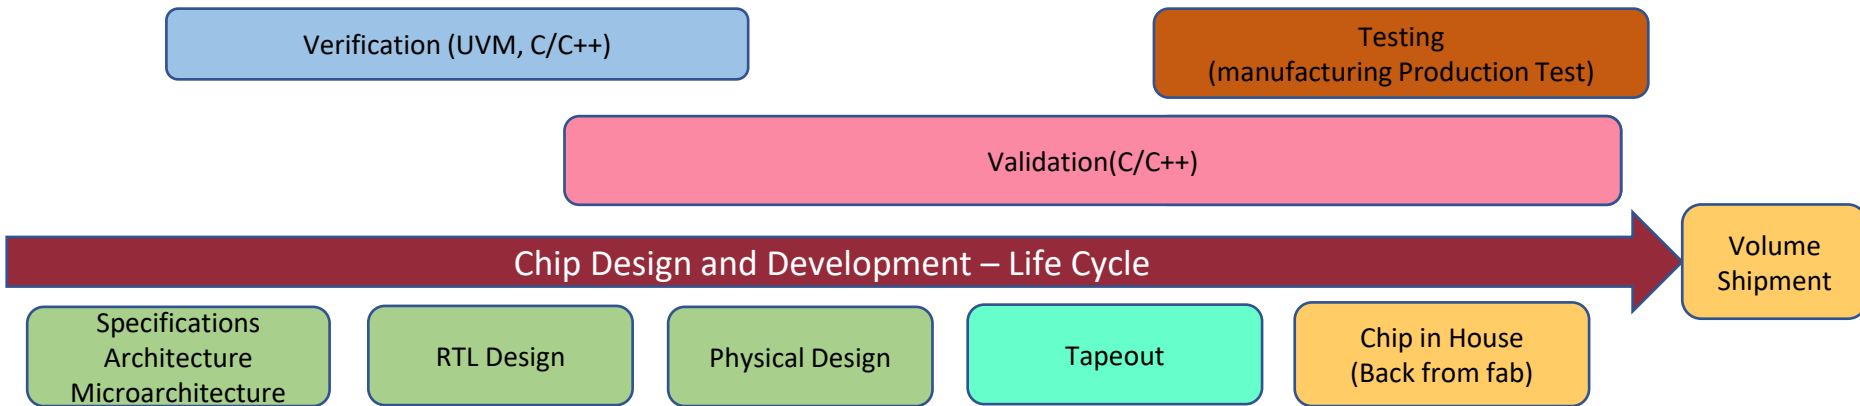 Verification (UVM, C/C++)
Testing
(manufacturing Production Test)
Validation(C/C++)
Chip Design and Development – Life Cycle
Volume
Shipment
Specifications
Architecture
Microarchitecture
RTL Design
Physical Design
Tapeout
Chip in House
(Back from fab)